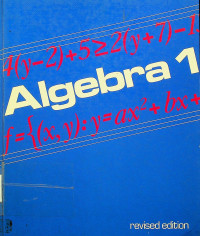 4(y-2)+5≥2(y+7)-1
Algebra 1
f={(x,y): y=ax²+bx+
revised edition